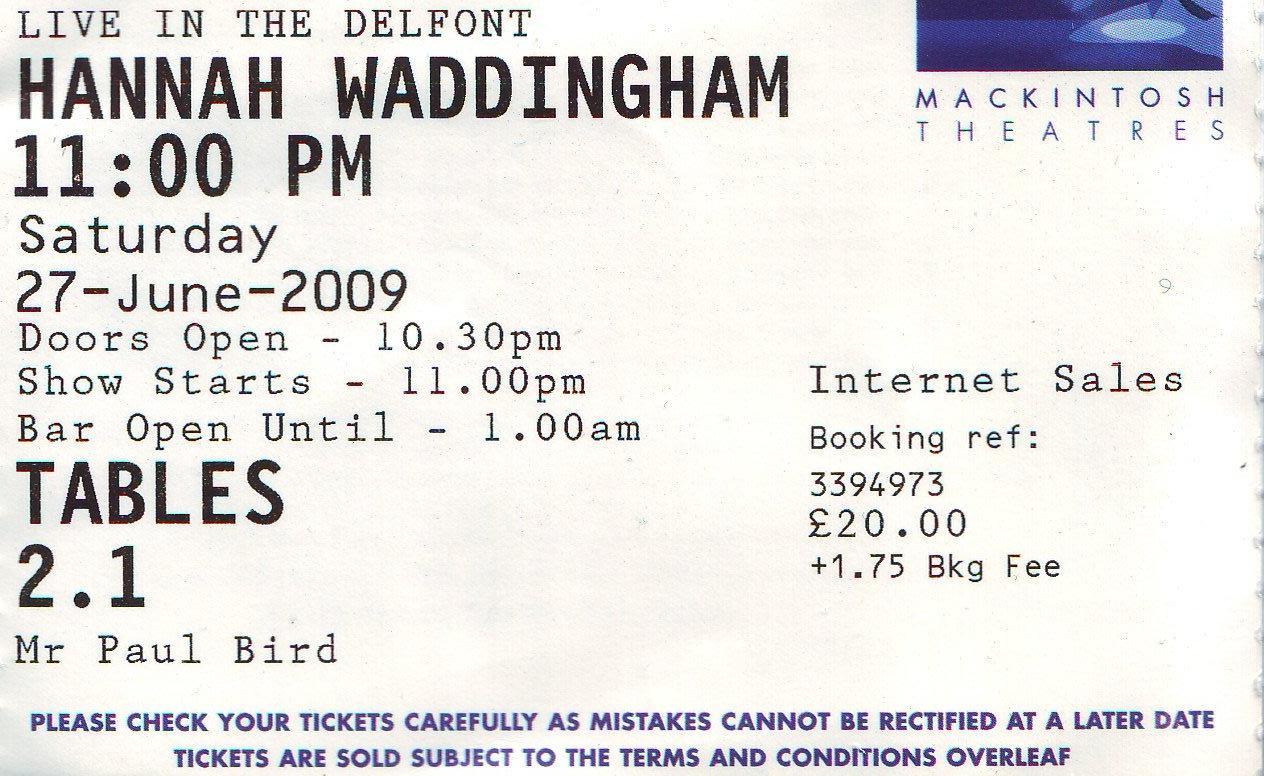 LIVE IN THE DELFONT
HANNAH WADDINGHAM
11:00 PM
Saturday
27-June-2009
Doors Open - 10.30pm
Show Starts - 11.00pm
Bar Open Until - 1.00am
TABLES
2.1
Mr Paul Bird
MACKINTOSH
THEATRES
Internet Sales
Booking ref:
3394973
£20.00
+1.75 Bkg Fee
PLEASE CHECK YOUR TICKETS CAREFULLY AS MISTAKES CANNOT BE RECTIFIED AT A LATER DATE
TICKETS ARE SOLD SUBJECT TO THE TERMS AND CONDITIONS OVERLEAF